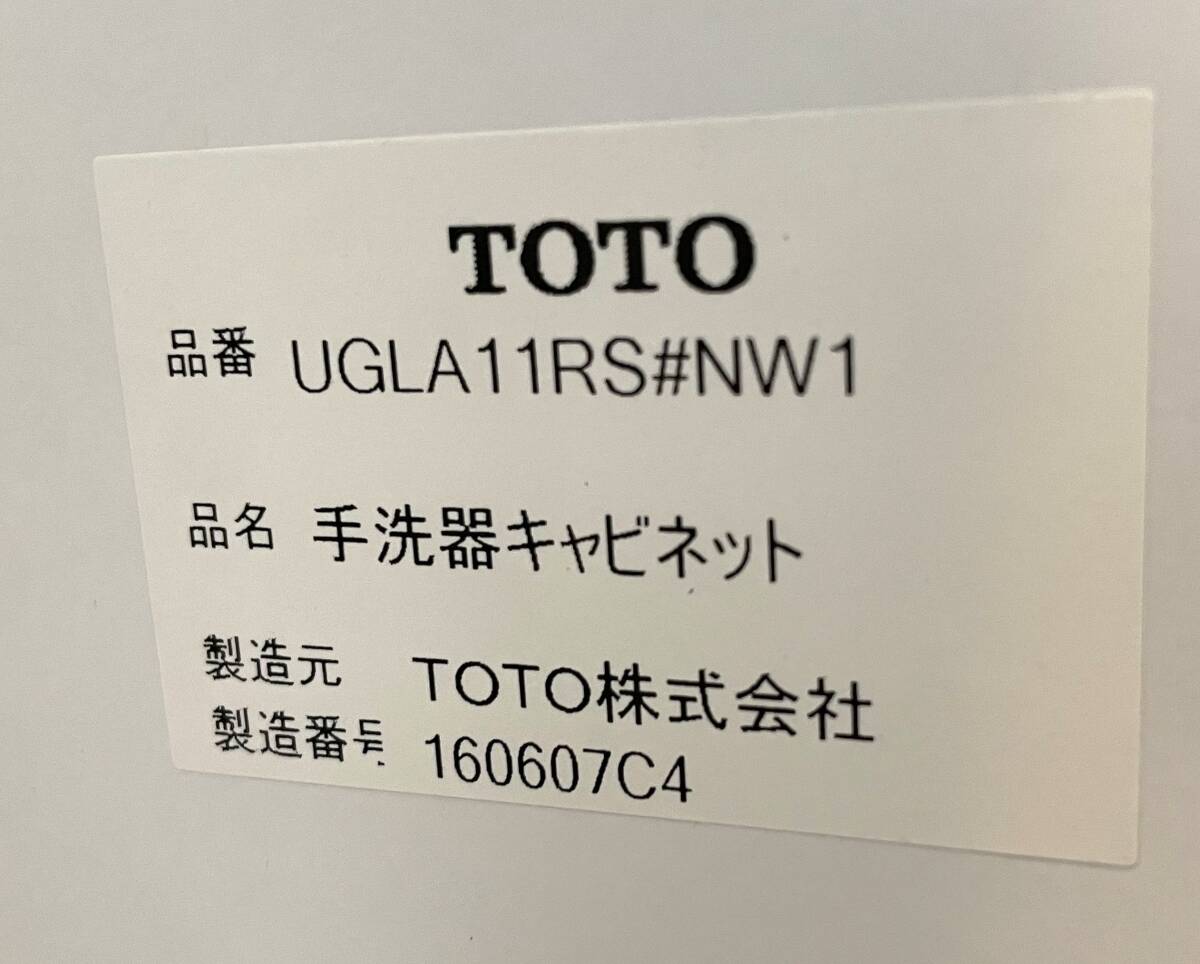 TOTO
品番 UGLA11RS#NW1
品名 手洗器キャビネット
製造元 TOTO株式会社
製造番号 160607C4